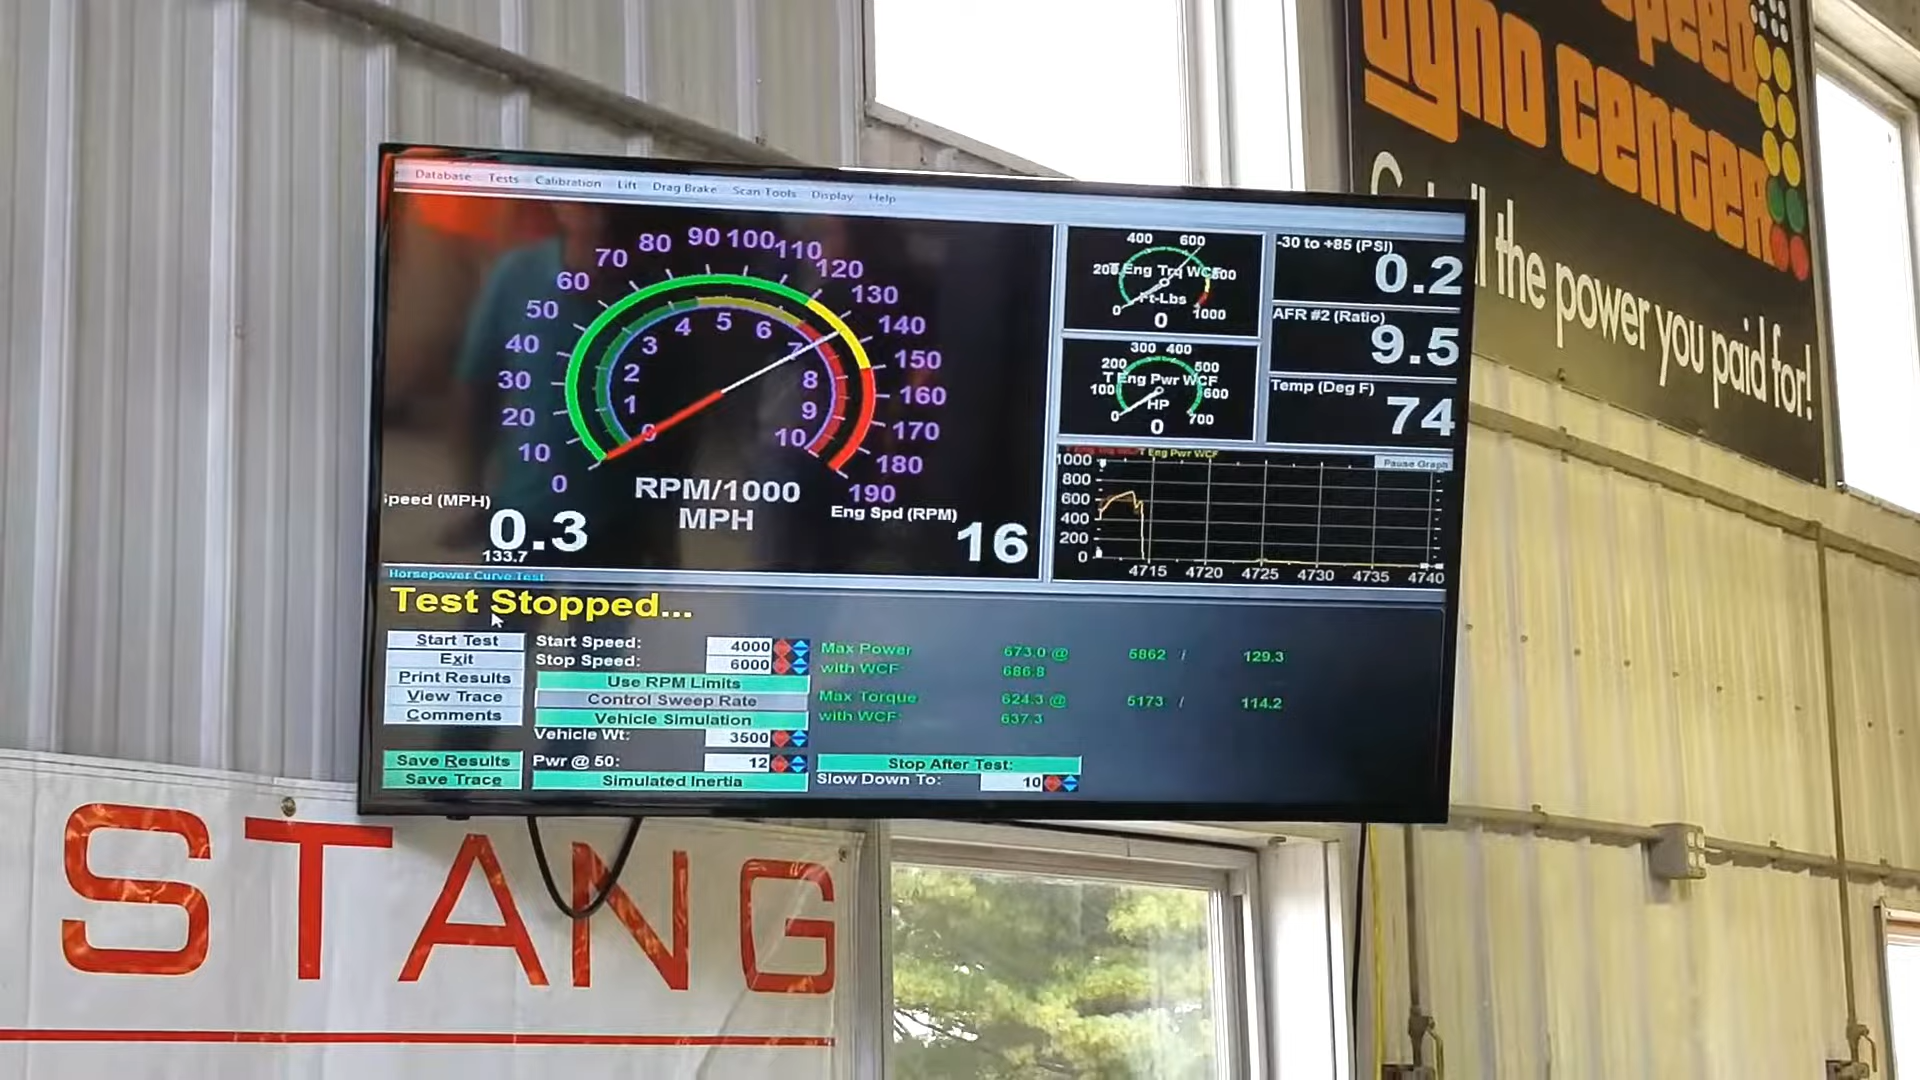 Speed
Dyno Center
Get all the power you paid for!
Database Tests Calibration Lift Drag Brake Scan Tools Display Help
0 10 20 30 40 50 60 70 80 90 100 110 120 130 140 150 160 170 180 190
0 1 2 3 4 5 6 7 8 9 10
RPM/1000
MPH
Speed (MPH)
0.3
133.7
Eng Spd (RPM)
16
0 200 400 600 800 1000
T Eng Trq WCF
Ft-Lbs
0
0 100 200 300 400 500 600 700
T Eng Pwr WCF
HP
0
-30 to +85 (PSI)
0.2
AFR #2 (Ratio)
9.5
Temp (Deg F)
74
T Eng Trq WCF T Eng Pwr WCF
Pause Graph
1000
800
600
400
200
0
4715 4720 4725 4730 4735 4740
Horsepower Curve Test
Test Stopped...
Start Test
Exit
Print Results
View Trace
Comments
Save Results
Save Trace
Start Speed: 4000
Stop Speed: 6000
Use RPM Limits
Control Sweep Rate
Vehicle Simulation
Vehicle Wt: 3500
Pwr @ 50: 12
Simulated Inertia
Max Power 673.0 @ 5862 / 129.3
with WCF: 686.8
Max Torque 624.3 @ 5173 / 114.2
with WCF: 637.3
Stop After Test:
Slow Down To: 10
STANG